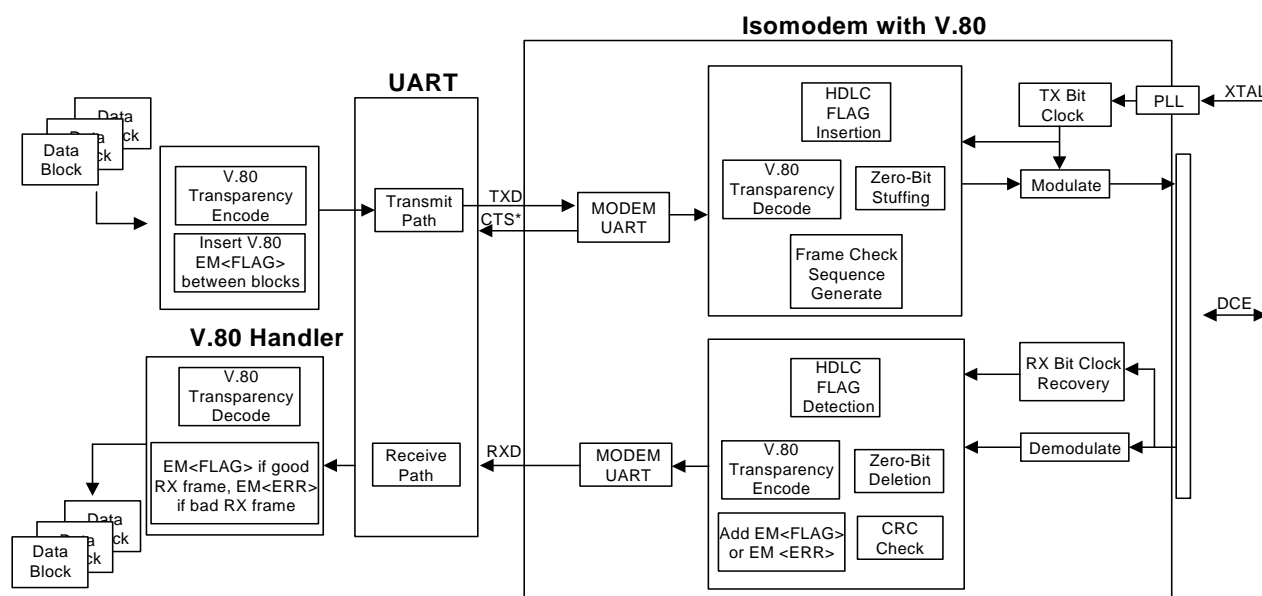 Isomodem with V.80
UART
HDLC
FLAG
Insertion
TX Bit
Clock
PLL
XTAL
Data
Block
Data
Block
Data
Block
V.80
Transparency
Encode
Insert V.80
EM<FLAG>
between blocks
Transmit
Path
TXD
CTS*
MODEM
UART
V.80
Transparency
Decode
Zero-Bit
Stuffing
Modulate
Frame Check
Sequence
Generate
DCE
V.80 Handler
V.80
Transparency
Decode
EM<FLAG> if good
RX frame, EM<ERR>
if bad RX frame
Receive
Path
RXD
MODEM
UART
HDLC
FLAG
Detection
RX Bit Clock
Recovery
Demodulate
V.80
Transparency
Encode
Zero-Bit
Deletion
Add EM<FLAG>
or EM <ERR>
CRC
Check
Data
Block
Data
Block
Data
Block